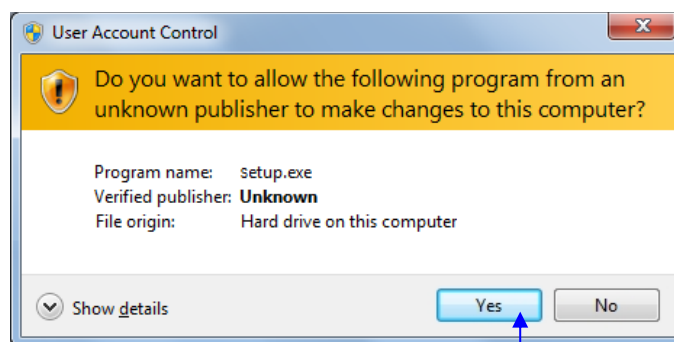 User Account Control
Do you want to allow the following program from an
unknown publisher to make changes to this computer?
Program name: setup.exe
Verified publisher: Unknown
File origin: Hard drive on this computer
Show details
Yes No